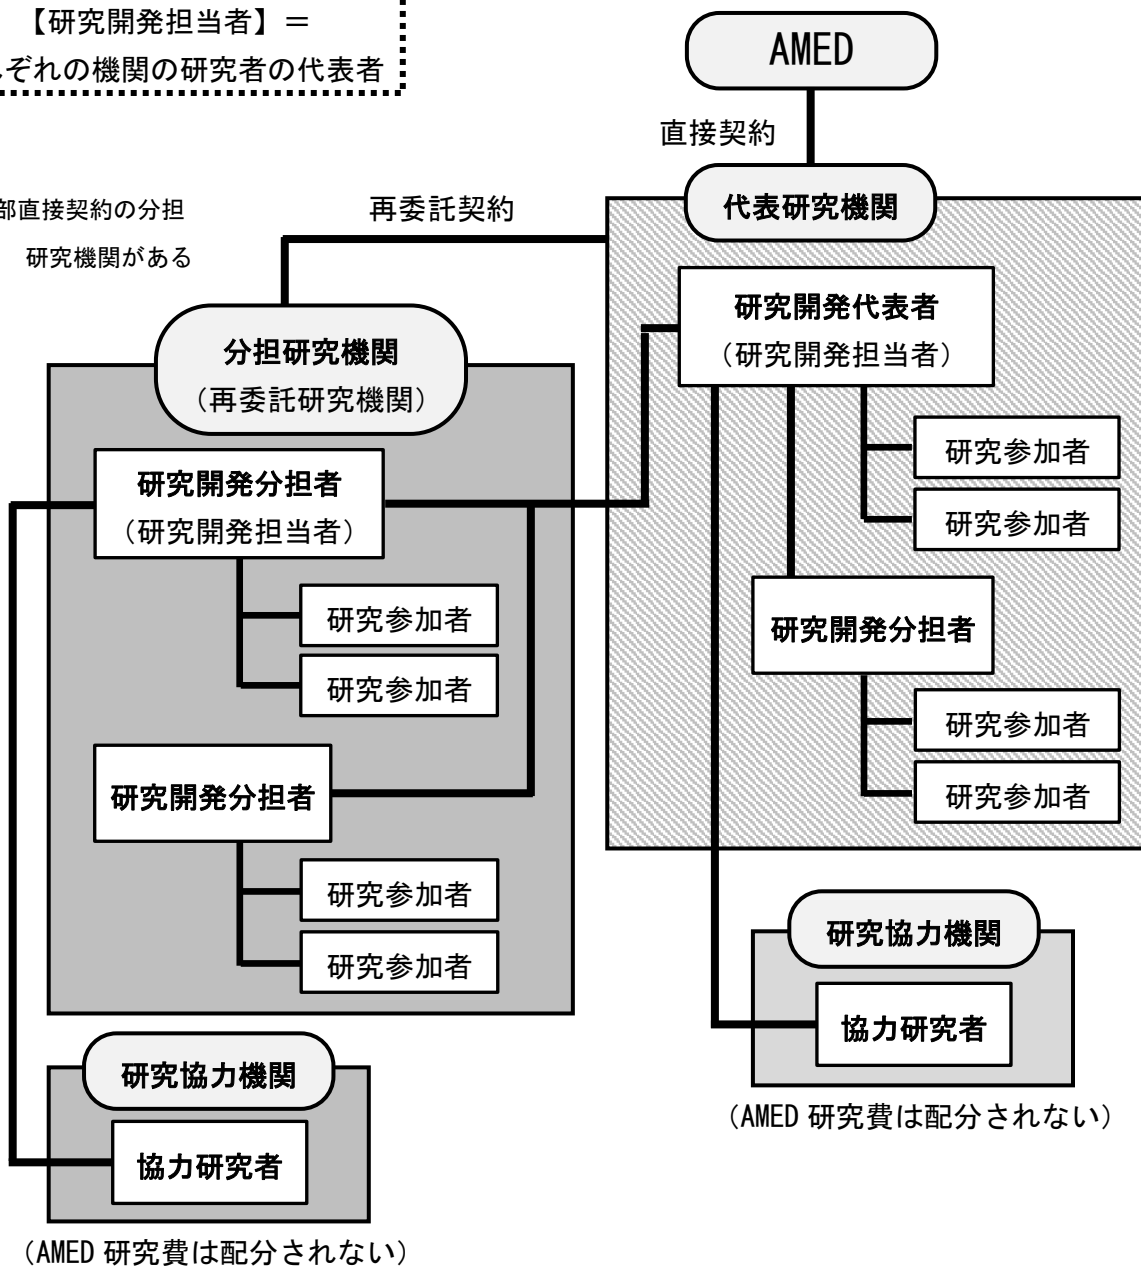 【研究開発担当者】＝
ぞれの機関の研究者の代表者
AMED
直接契約
部直接契約の分担
研究機関がある
再委託契約
代表研究機関
研究開発代表者
（研究開発担当者）
研究参加者
研究参加者
研究開発分担者
研究参加者
研究参加者
分担研究機関
（再委託研究機関）
研究開発分担者
（研究開発担当者）
研究参加者
研究参加者
研究開発分担者
研究参加者
研究参加者
研究協力機関
協力研究者
（AMED 研究費は配分されない）
研究協力機関
協力研究者
（AMED 研究費は配分されない）